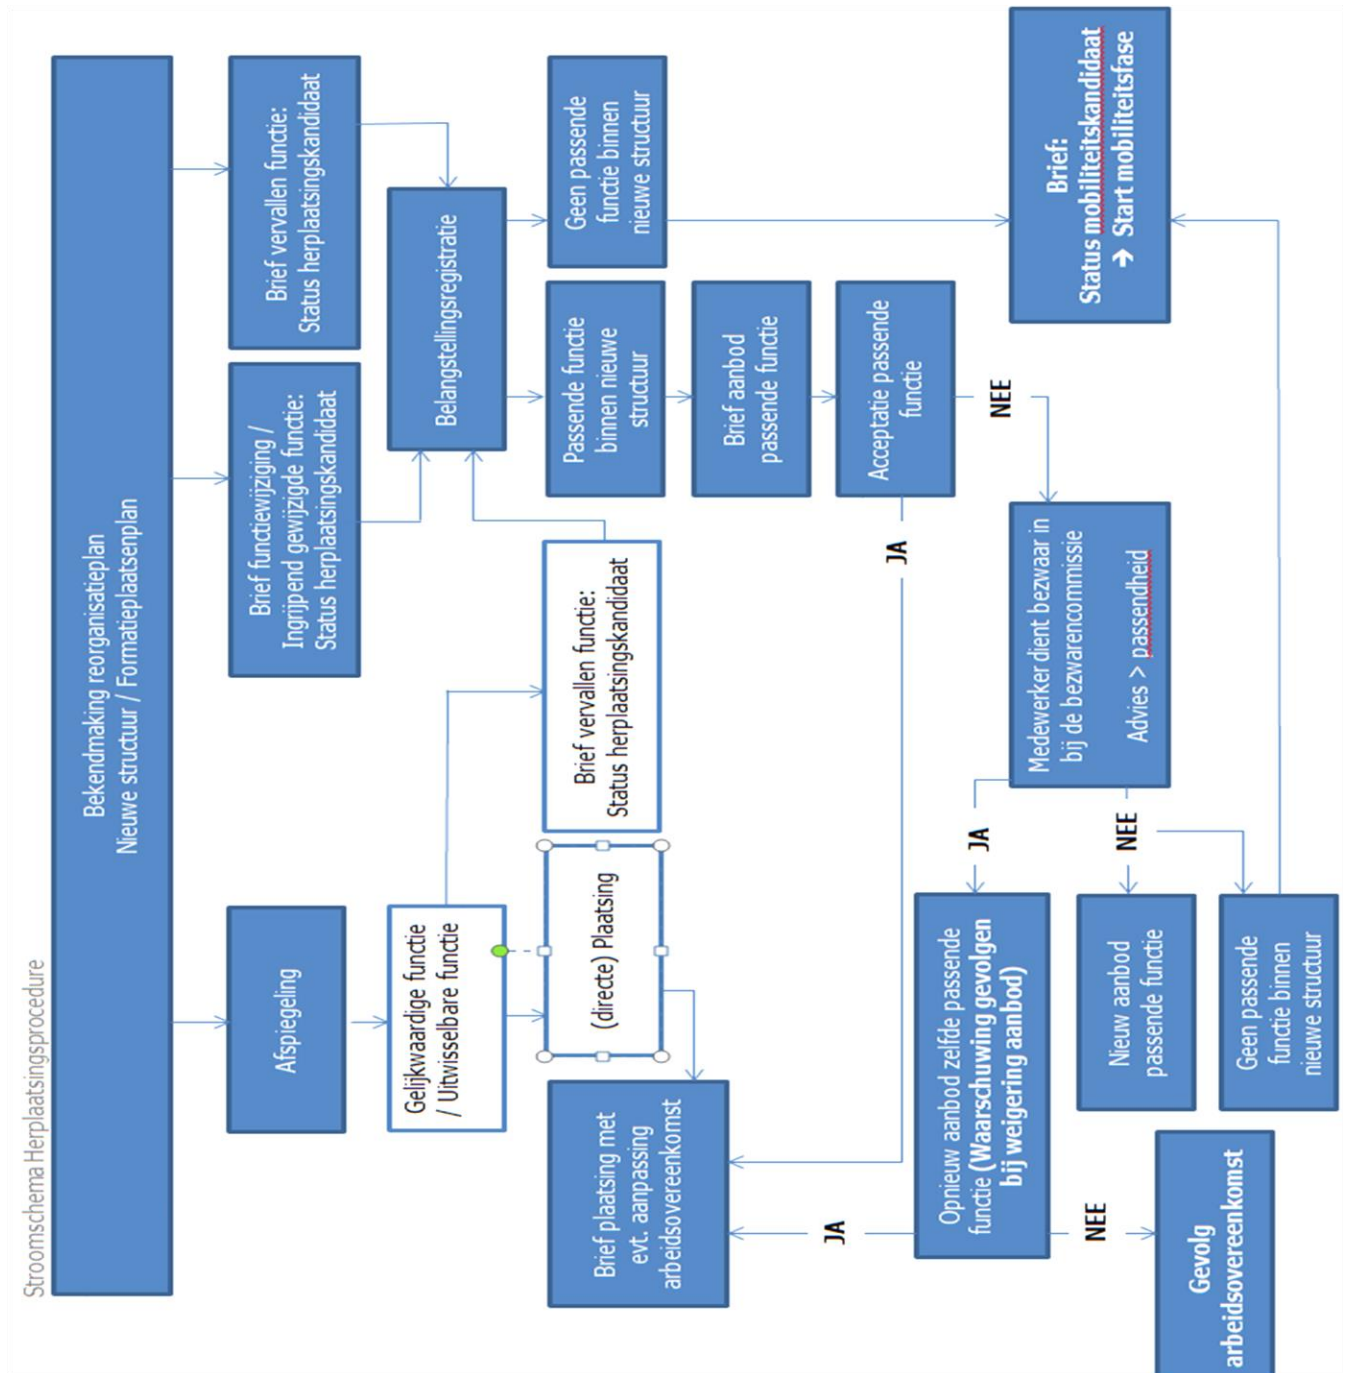 Stroomschema Herplaatsingsprocedure
Bekendmaking reorganisatieplan
Nieuwe structuur / Formatieplaatsenplan
Afspiegeling
Brief functiewijziging /
Ingrijpend gewijzigde functie:
Status herplaatsingskandidaat
Brief vervallen functie:
Status herplaatsingskandidaat
Gelijkwaardige functie
/ Uitwisselbare functie
Belangstellingsregistratie
Brief plaatsing met
evt. aanpassing
arbeidsovereenkomst
(directe) Plaatsing
Brief vervallen functie:
Status herplaatsingskandidaat
Passende functie
binnen nieuwe
structuur
Geen passende
functie binnen
nieuwe structuur
Brief aanbod
passende functie
Acceptatie passende
functie
JA
NEE
JA
Opnieuw aanbod zelfde passende
functie (Waarschuwing gevolgen
bij weigering aanbod)
JA
Medewerker dient bezwaar in
bij de bezwarencommissie
Advies > passendheid
Brief:
Status mobiliteitskandidaat
→ Start mobiliteitsfase
NEE
NEE
Nieuw aanbod
passende functie
Gevolg
arbeidsovereenkomst
Geen passende
functie binnen
nieuwe structuur